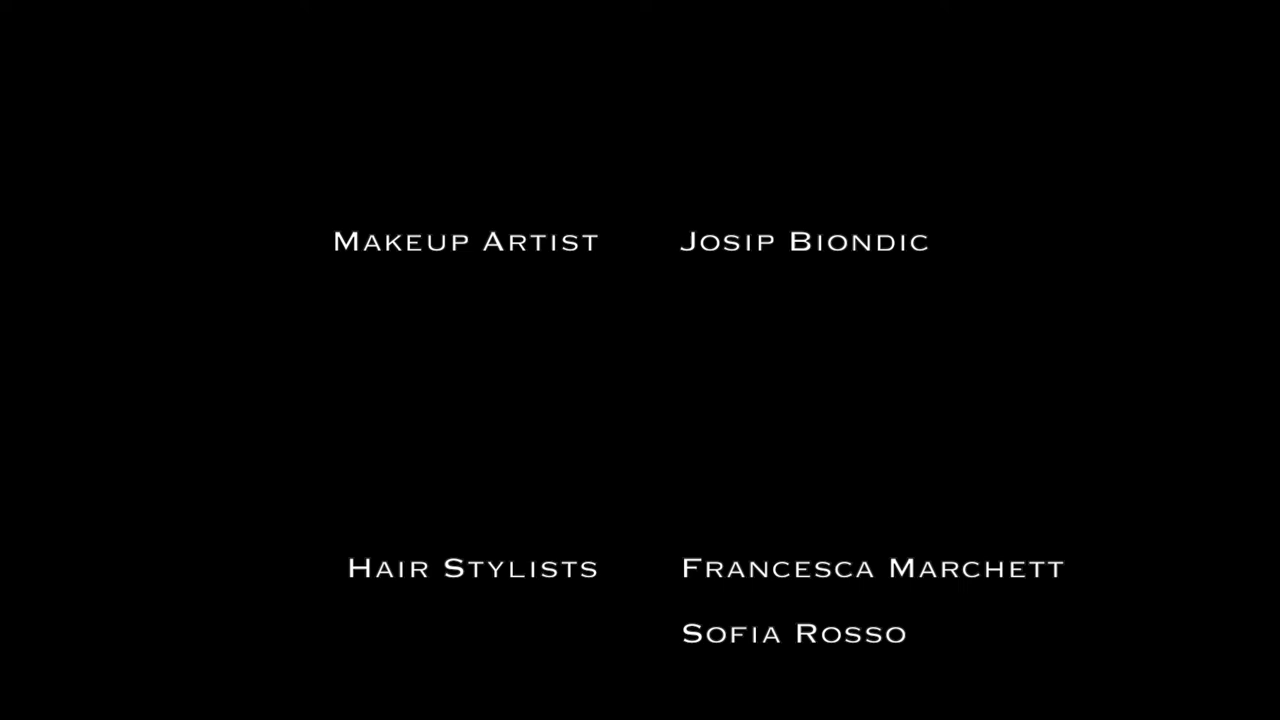 Makeup Artist Josip Biondic
Hair Stylists Francesca Marchett
Sofia Rosso